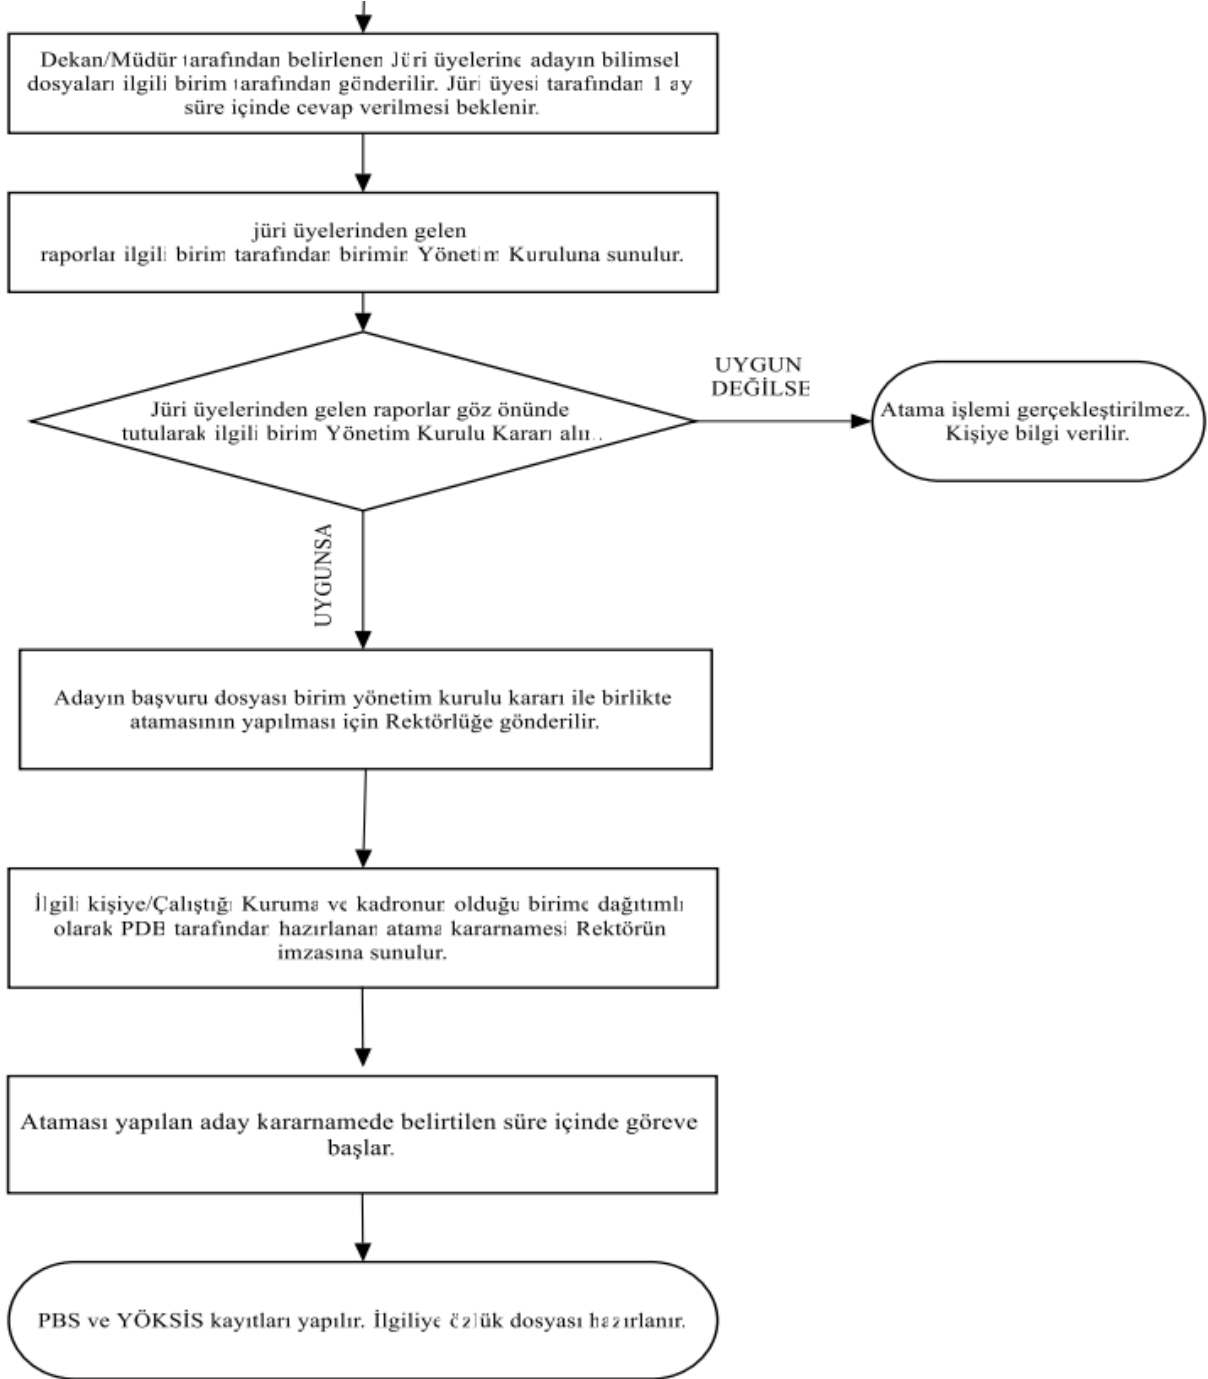 Dekan/Müdür tarafından belirlenen Jüri üyelerine adayın bilimsel
dosyaları ilgili birim tarafından gönderilir. Jüri üyesi tarafından 1 ay
süre içinde cevap verilmesi beklenir.
jüri üyelerinden gelen
raporlar ilgili birim tarafından birimin Yönetim Kuruluna sunulur.
Jüri üyelerinden gelen raporlar göz önünde
tutularak ilgili birim Yönetim Kurulu Kararı alır..
UYGUN
DEĞİLSE
Atama işlemi gerçekleştirilmez.
Kişiye bilgi verilir.
UYGUNSA
Adayın başvuru dosyası birim yönetim kurulu kararı ile birlikte
atamasının yapılması için Rektörlüğe gönderilir.
İlgili kişiye/Çalıştığı Kuruma ve kadronun olduğu birime dağıtımlı
olarak PDB tarafından hazırlanan atama kararnamesi Rektörün
imzasına sunulur.
Ataması yapılan aday kararnamede belirtilen süre içinde göreve
başlar.
PBS ve YÖKSİS kayıtları yapılır. İlgiliye özlük dosyası hazırlanır.